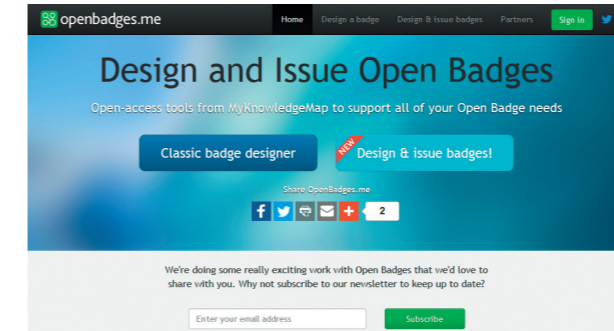 openbadges.me
Home Design a badge Design & issue badges Partners Sign in
Design and Issue Open Badges
Open-access tools from MyKnowledgeMap to support all of your Open Badge needs
Classic badge designer
NEW
Design & issue badges!
Share OpenBadges.me
2
We're doing some really exciting work with Open Badges that we'd love to
share with you. Why not subscribe to our newsletter to keep up to date?
Enter your email address
Subscribe